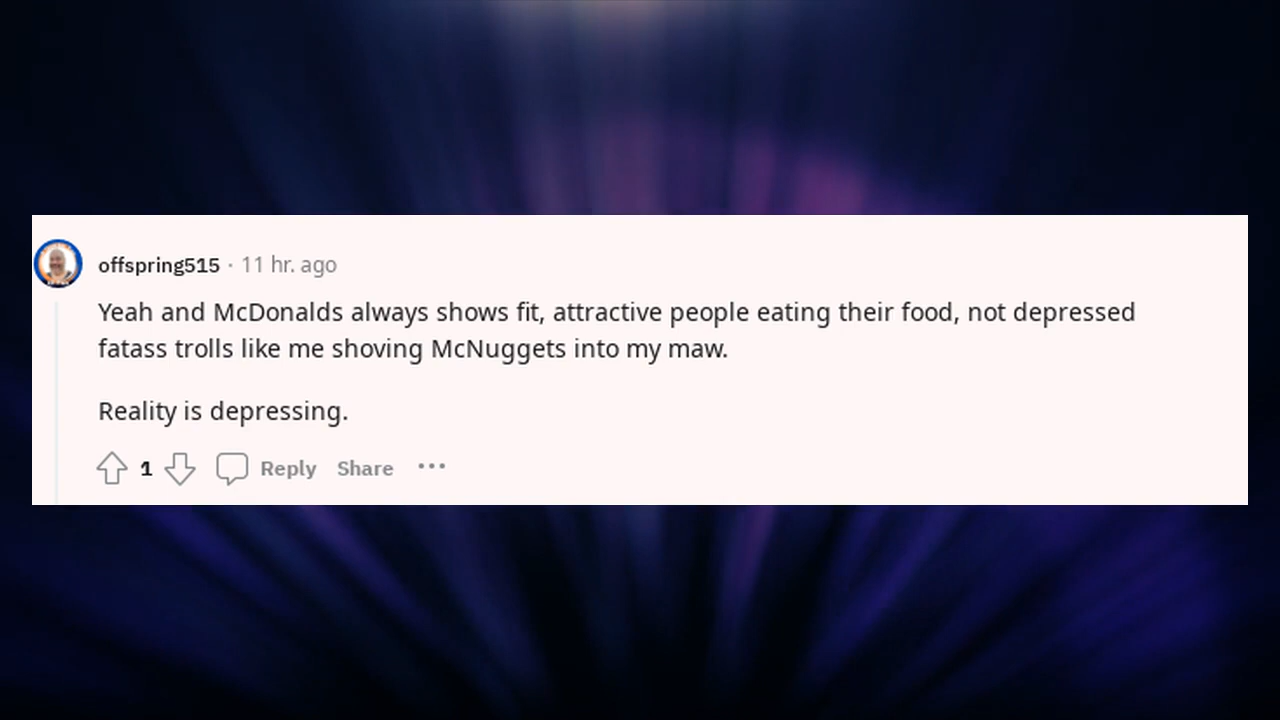 offspring515 · 11 hr. ago
Yeah and McDonalds always shows fit, attractive people eating their food, not depressed
fatass trolls like me shoving McNuggets into my maw.
Reality is depressing.
1 Reply Share ···